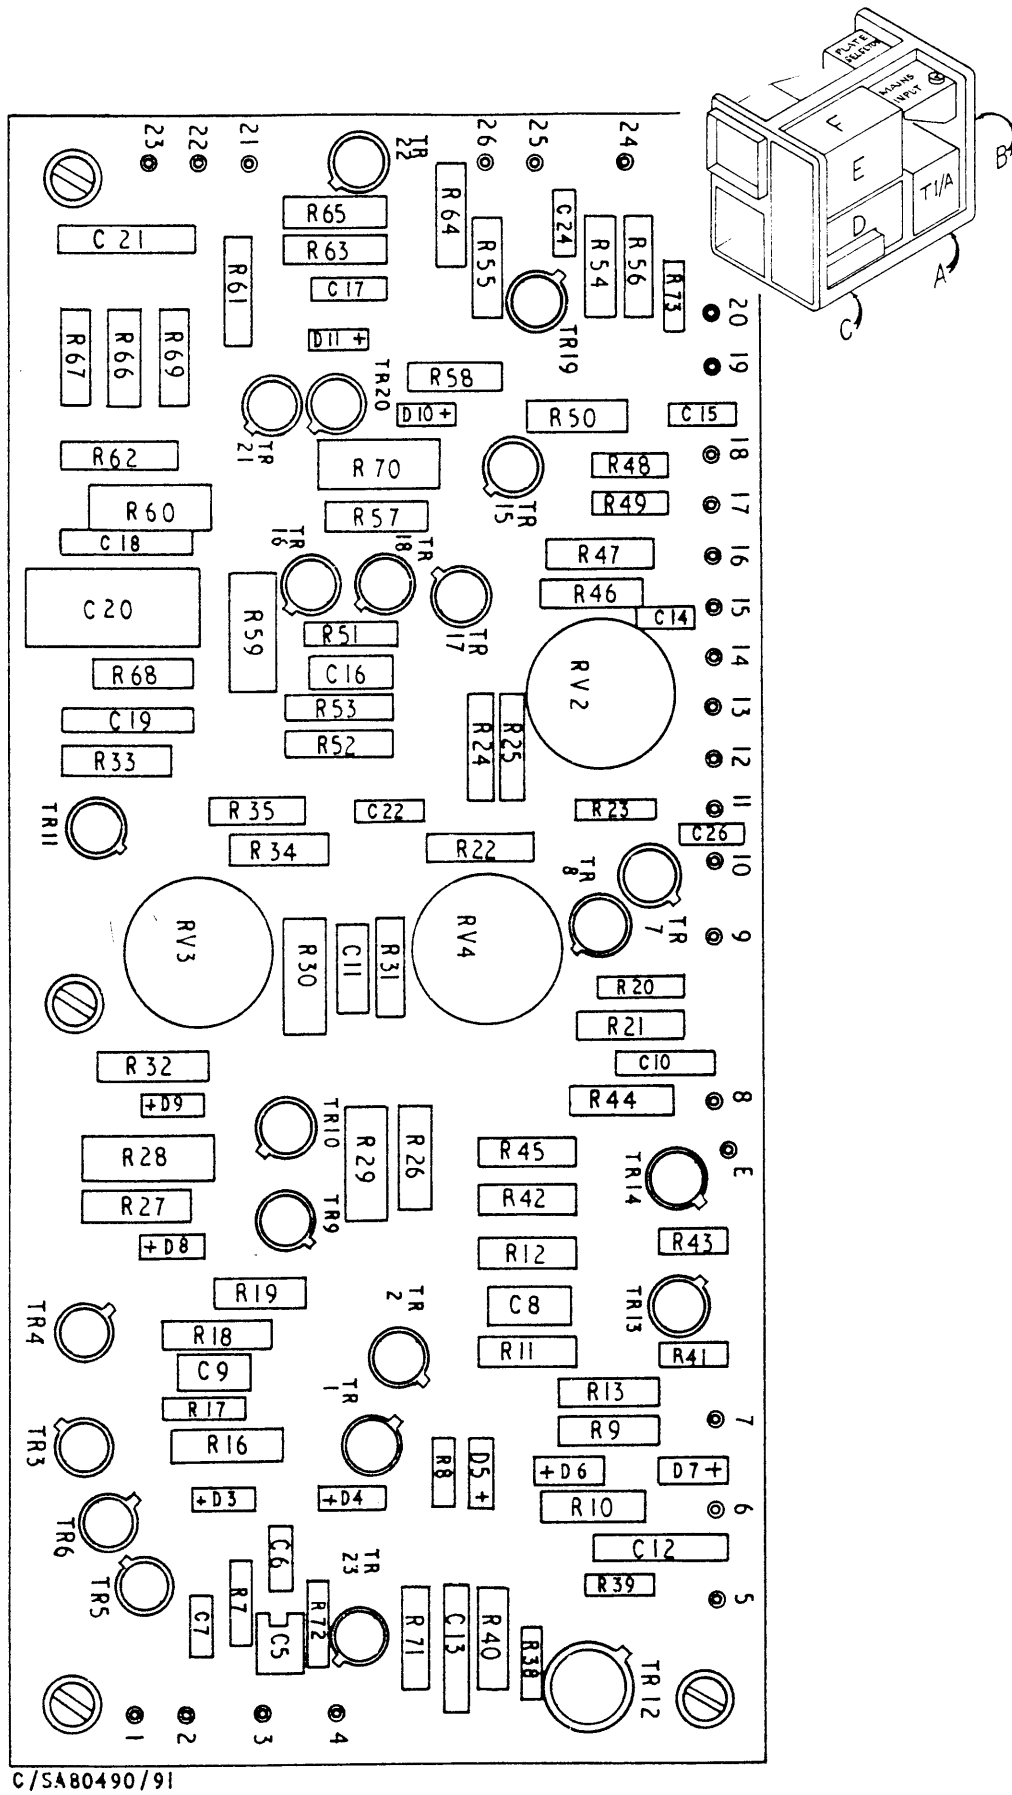 PLATE
SELECTOR
MAINS
INPUT
F
E
D
T1/A
B
A
C
23
22
21
TR
22
26
25
24
R65
R64
C24
C 21
R63
R55
R54
R56
R61
C17
R73
20
R67
R66
R69
D11 +
TR19
TR20
R58
19
D10 +
R50
C15
TR
21
R62
R 70
18
R48
R60
R57
TR
15
R49
17
C18
TR
16
TR
18
R47
16
C20
R59
R46
15
R51
TR
17
C14
R68
C16
RV2
14
C19
R53
13
R33
R52
R24
R25
12
TR11
R35
C22
R23
11
C26
R34
R22
TR
8
10
RV3
R30
C11
R31
RV4
TR
7
9
R20
R21
R32
C10
+D9
TR10
R44
8
R28
R29
R26
R45
TR14
E
R27
TR9
R42
+D8
R12
R43
R19
TR
2
C8
TR13
TR4
R18
R11
R41
C9
TR
1
R13
R17
R9
7
TR3
R16
R8
D5 +
+D6
D7+
+D3
+D4
R10
6
TR6
C6
TR
23
C12
TR5
R7
R39
5
C7
C5
R72
R71
C13
R40
R38
TR12
1
2
3
4
C/SA80490/91